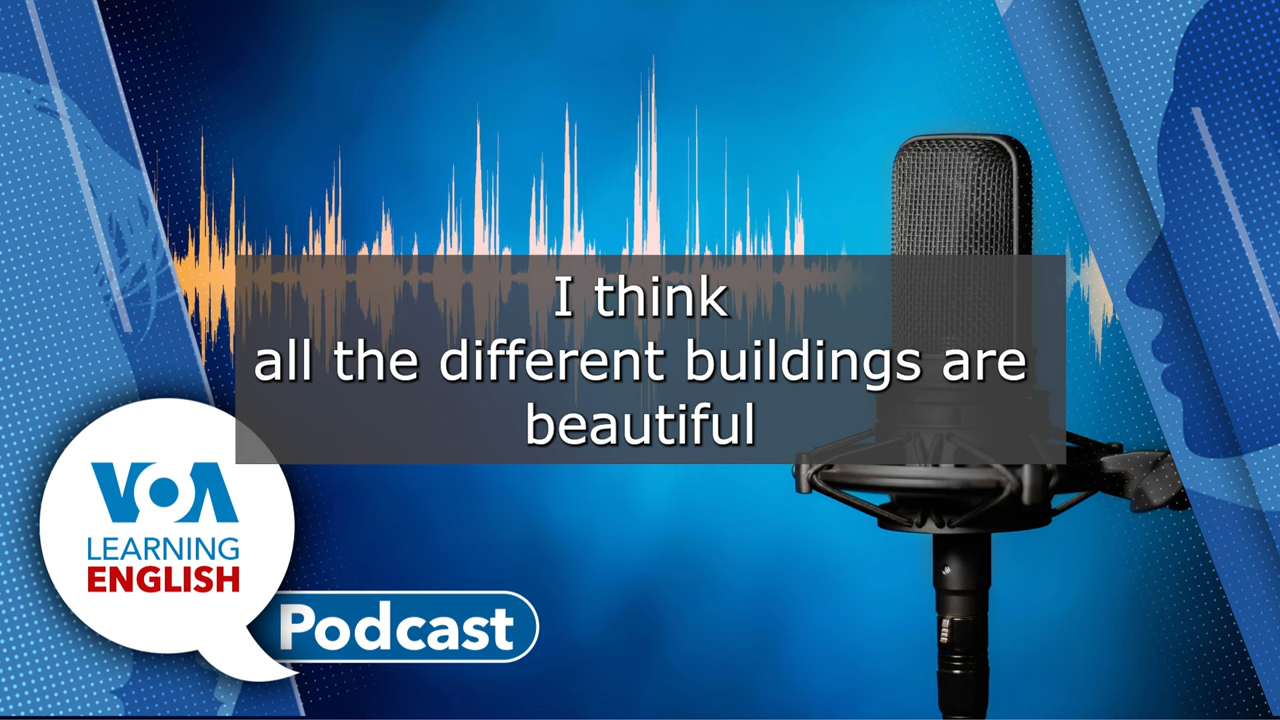 I think
all the different buildings are
beautiful
VOA
LEARNING
ENGLISH
Podcast